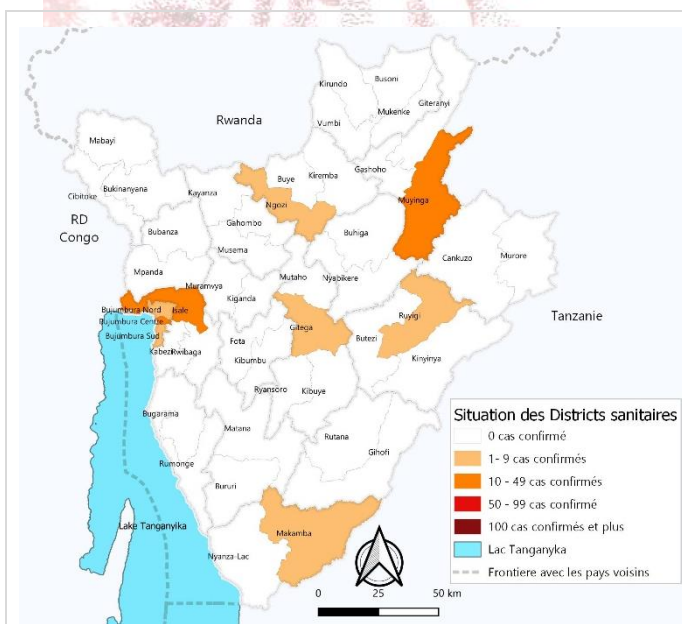 Kirundo
Busoni
Giteranyi
Mukenke
Rwanda
Vumbi
Mabayi
Gashoho
Kiremba
Buye
Bukinanyana
Kayanza
Cibitoke
Muyinga
Ngozi
RD
Congo
Gahombo
Bubanza
Buhiga
Musema
Cankuzo
Murore
Mpanda
Mutaho
Nyabikere
Muramvya
Kiganda
Bujumbura Nord
Isale
Ruyigi
Tanzanie
Bujumbura Centre
Gitega
Bujumbura Sud
Fota
Butezi
Kabezi
Rwibaga
Kibumbu
Kinyinya
Ryansoro
Kibuye
Bugarama
Matana
Rutana
Gihofi
Rumonge
Bururi
Lake Tanganyika
Makamba
Nyanza-Lac
0
25
50 km
Situation des Districts sanitaires
0 cas confirmé
1- 9 cas confirmés
10 - 49 cas confirmés
50 - 99 cas confirmé
100 cas confirmés et plus
Lac Tanganyka
Frontiere avec les pays voisins